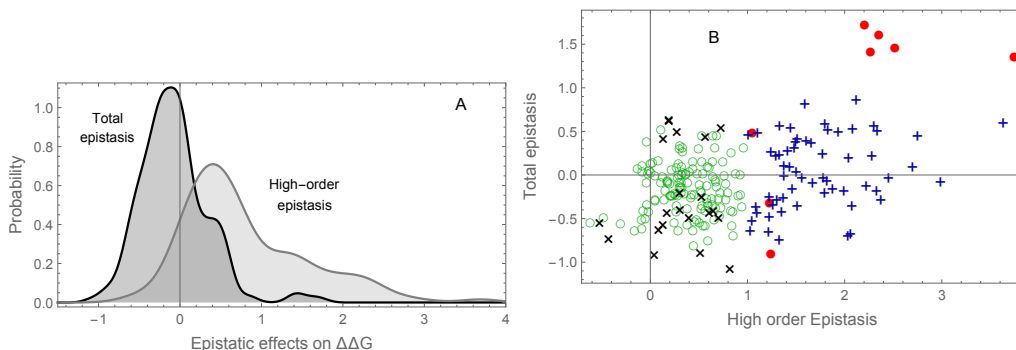 A
Total
epistasis
High-order
epistasis
Probability
0.0
0.2
0.4
0.6
0.8
1.0
−1
0
1
2
3
4
Epistatic effects on ΔΔG
B
Total epistasis
1.5
1.0
0.5
0.0
−0.5
−1.0
0
1
2
3
High order Epistasis